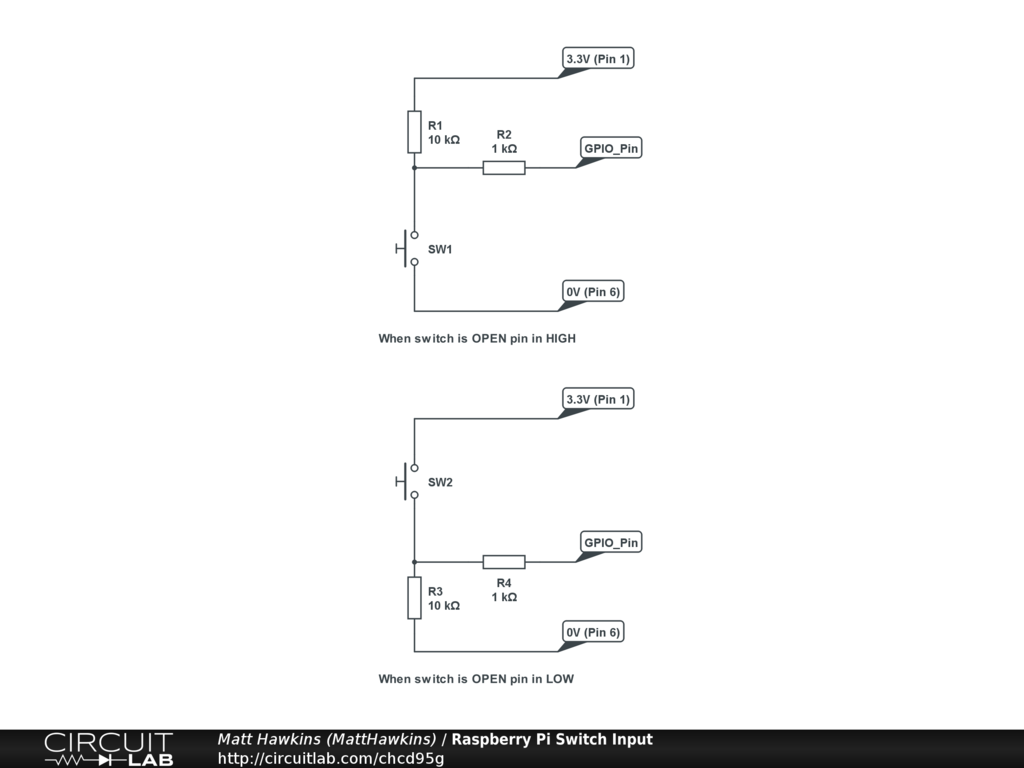 3.3V (Pin 1)
R1
10 kΩ
R2
1 kΩ
GPIO_Pin
SW1
0V (Pin 6)
When switch is OPEN pin in HIGH
3.3V (Pin 1)
SW2
GPIO_Pin
R4
1 kΩ
R3
10 kΩ
0V (Pin 6)
When switch is OPEN pin in LOW
CIRCUIT
LAB
Matt Hawkins (MattHawkins) / Raspberry Pi Switch Input
http://circuitlab.com/chcd95g